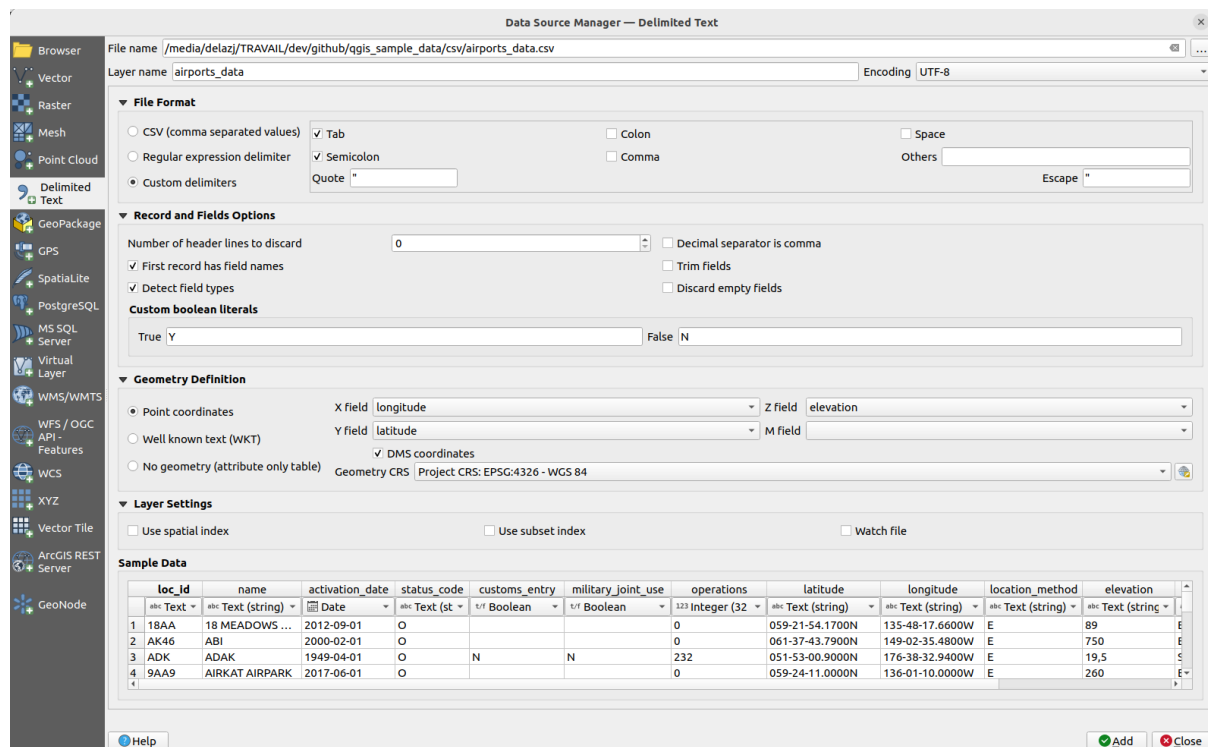 Data Source Manager — Delimited Text
Browser
Vector
Raster
Mesh
Point Cloud
Delimited
Text
GeoPackage
GPS
SpatiaLite
PostgreSQL
MS SQL
Server
Virtual
Layer
WMS/WMTS
WFS / OGC
API -
Features
WCS
XYZ
Vector Tile
ArcGIS REST
Server
GeoNode
File name /media/delazj/TRAVAIL/dev/github/qgis_sample_data/csv/airports_data.csv ...
Layer name airports_data Encoding UTF-8
File Format
CSV (comma separated values) Tab Colon Space
Regular expression delimiter Semicolon Comma Others
Custom delimiters Quote " Escape "
Record and Fields Options
Number of header lines to discard 0 Decimal separator is comma
First record has field names Trim fields
Detect field types Discard empty fields
Custom boolean literals
True Y False N
Geometry Definition
Point coordinates X field longitude Z field elevation
Well known text (WKT) Y field latitude M field
DMS coordinates
No geometry (attribute only table) Geometry CRS Project CRS: EPSG:4326 - WGS 84
Layer Settings
Use spatial index Use subset index Watch file
Sample Data
loc_id name activation_date status_code customs_entry military_joint_use operations latitude longitude location_method elevation
abc Text abc Text (string) Date abc Text (st t/f Boolean t/f Boolean 123 Integer (32 abc Text (string) abc Text (string) abc Text (string) abc Text (string
1 18AA 18 MEADOWS ... 2012-09-01 O 0 059-21-54.1700N 135-48-17.6600W E 89
2 AK46 ABI 2000-02-01 O 0 061-37-43.7900N 149-02-35.4800W E 750
3 ADK ADAK 1949-04-01 O N N 232 051-53-00.9000N 176-38-32.9400W E 19,5
4 9AA9 AIRKAT AIRPARK 2017-06-01 O 0 059-24-11.0000N 136-01-10.0000W E 260
Help Add Close